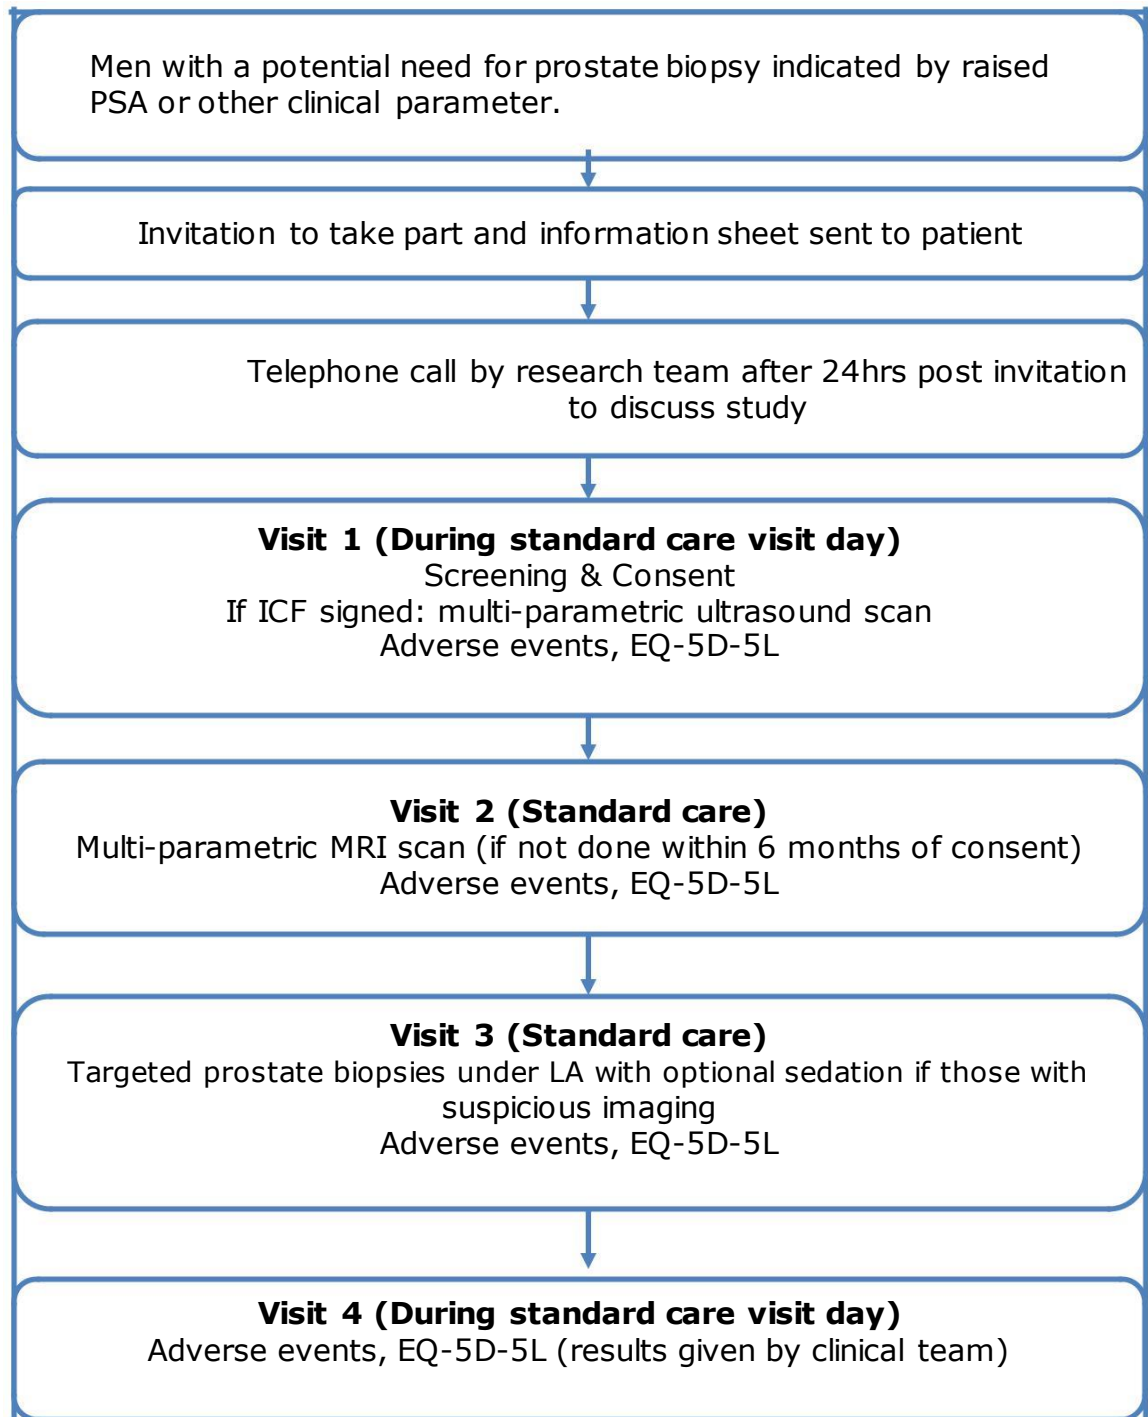 Men with a potential need for prostate biopsy indicated by raised
PSA or other clinical parameter.
Invitation to take part and information sheet sent to patient
Telephone call by research team after 24hrs post invitation
to discuss study
Visit 1 (During standard care visit day)
Screening & Consent
If ICF signed: multi-parametric ultrasound scan
Adverse events, EQ-5D-5L
Visit 2 (Standard care)
Multi-parametric MRI scan (if not done within 6 months of consent)
Adverse events, EQ-5D-5L
Visit 3 (Standard care)
Targeted prostate biopsies under LA with optional sedation if those with
suspicious imaging
Adverse events, EQ-5D-5L
Visit 4 (During standard care visit day)
Adverse events, EQ-5D-5L (results given by clinical team)